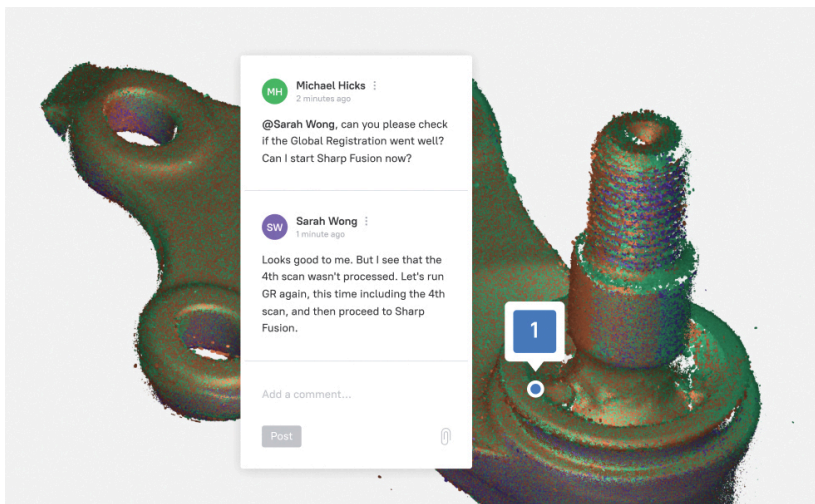 MH
Michael Hicks
2 minutes ago
@Sarah Wong, can you please check
if the Global Registration went well?
Can I start Sharp Fusion now?
SW
Sarah Wong
1 minute ago
Looks good to me. But I see that the
4th scan wasn't processed. Let's run
GR again, this time including the 4th
scan, and then proceed to Sharp
Fusion.
1
Add a comment...
Post